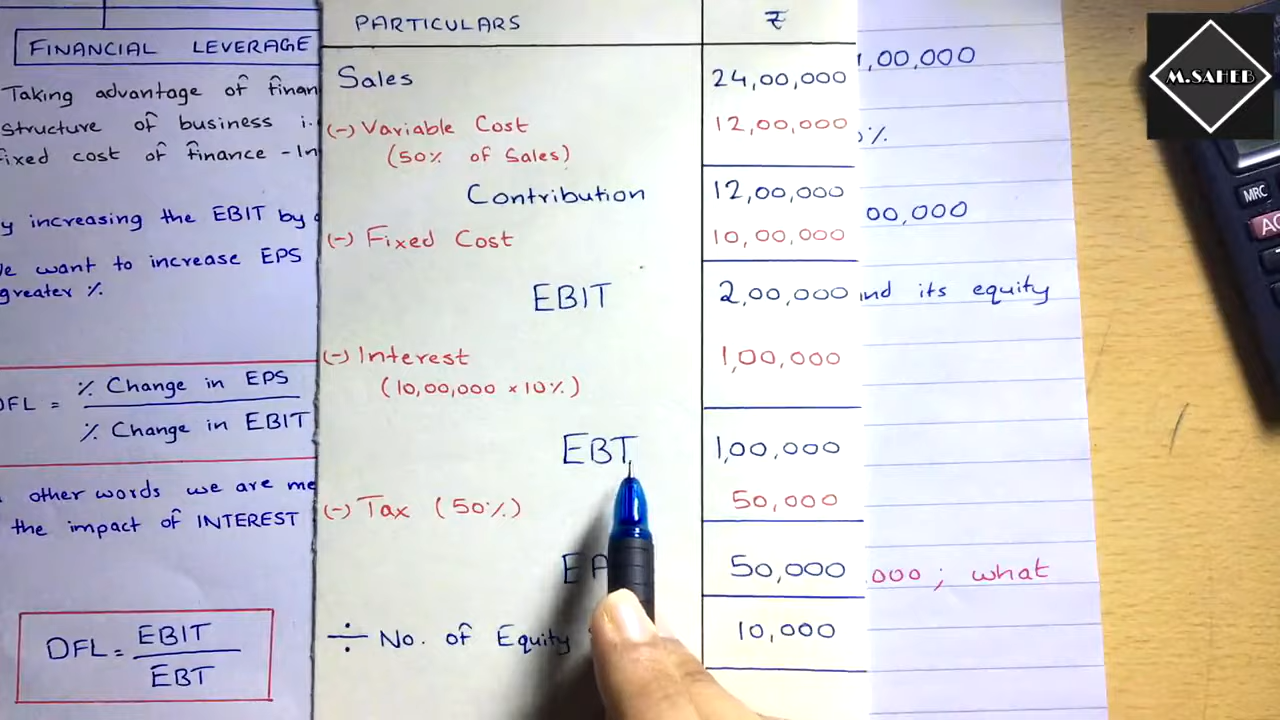 FINANCIAL LEVERAGE
Taking advantage of finan
structure of business i.
fixed cost of finance - In
y increasing the EBIT by
We want to increase EPS
greater %
DFL = % Change in EPS
% Change in EBIT
other words we are me
the impact of INTEREST
DFL = EBIT
EBT
PARTICULARS ₹
Sales 24,00,000
(-) Variable Cost 12,00,000
(50% of Sales)
Contribution 12,00,000
(-) Fixed Cost 10,00,000
EBIT 2,00,000
(-) Interest 1,00,000
(10,00,000 × 10%)
EBT 1,00,000
(-) Tax (50%) 50,000
50,000
÷ No. of Equity 10,000
1,00,000
%
00,000
and its equity
000; what
M.SAHEB
MRC